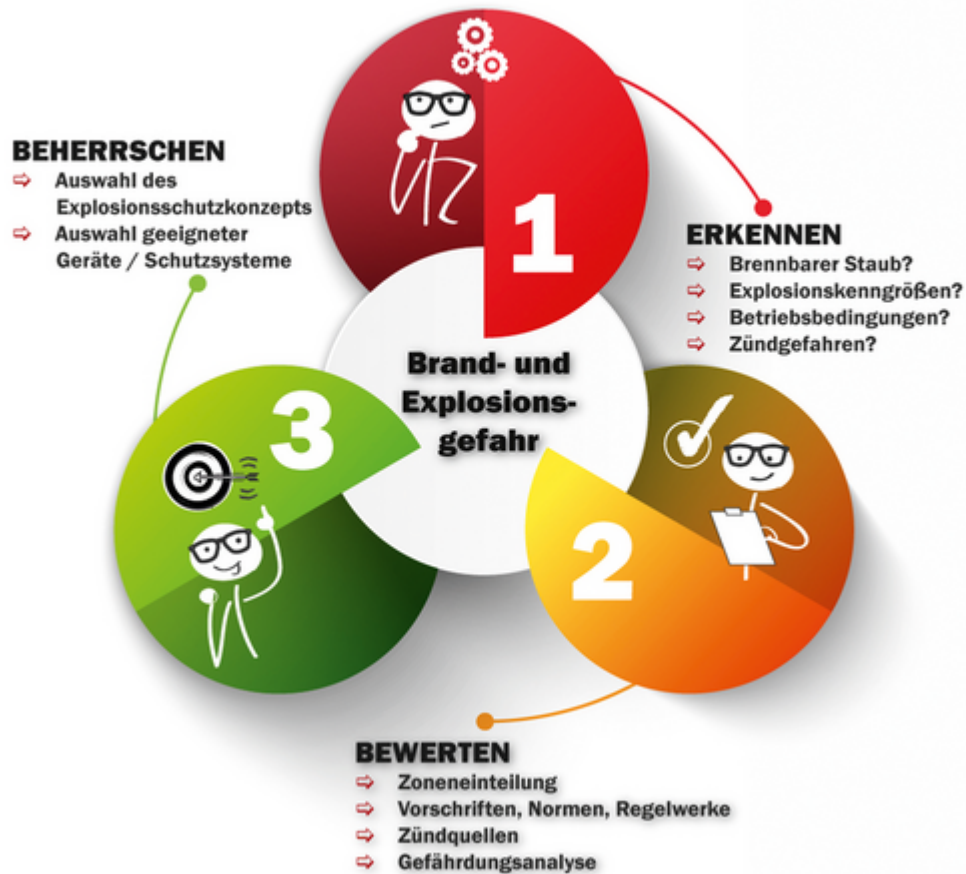 Brand- und
Explosions-
gefahr
1
ERKENNEN
⇨ Brennbarer Staub?
⇨ Explosionskenngrößen?
⇨ Betriebsbedingungen?
⇨ Zündgefahren?
2
BEWERTEN
⇨ Zoneneinteilung
⇨ Vorschriften, Normen, Regelwerke
⇨ Zündquellen
⇨ Gefährdungsanalyse
3
BEHERRSCHEN
⇨ Auswahl des
Explosionsschutzkonzepts
⇨ Auswahl geeigneter
Geräte / Schutzsysteme